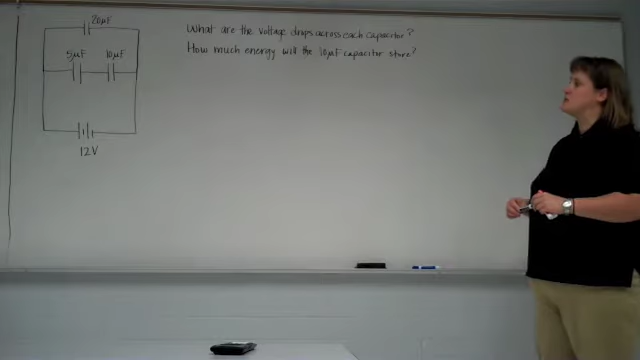 20µF
What are the voltage drops across each capacitor?
How much energy will the 10µF capacitor store?
5µF 10µF
12V